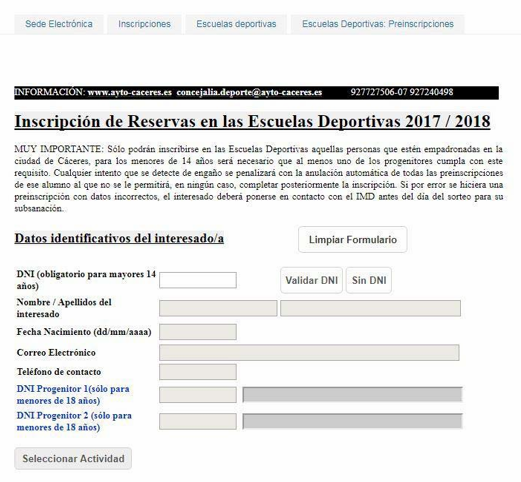 Sede Electrónica Inscripciones Escuelas deportivas Escuelas Deportivas: Preinscripciones
INFORMACIÓN: www.ayto-caceres.es concejalia.deporte@ayto-caceres.es 927727506-07 927240498
Inscripción de Reservas en las Escuelas Deportivas 2017 / 2018
MUY IMPORTANTE: Sólo podrán inscribirse en las Escuelas Deportivas aquellas personas que estén empadronadas en la
ciudad de Cáceres, para los menores de 14 años será necesario que al menos uno de los progenitores cumpla con este
requisito. Cualquier intento que se detecte de engaño se penalizará con la anulación automática de todas las preinscripciones
de ese alumno al que no se le permitirá, en ningún caso, completar posteriormente la inscripción. Si por error se hiciera una
preinscripción con datos incorrectos, el interesado deberá ponerse en contacto con el IMD antes del día del sorteo para su
subsanación.
Datos identificativos del interesado/a Limpiar Formulario
DNI (obligatorio para mayores 14
años)
Validar DNI Sin DNI
Nombre / Apellidos del
interesado
Fecha Nacimiento (dd/mm/aaaa)
Correo Electrónico
Teléfono de contacto
DNI Progenitor 1(sólo para
menores de 18 años)
DNI Progenitor 2 (sólo para
menores de 18 años)
Seleccionar Actividad